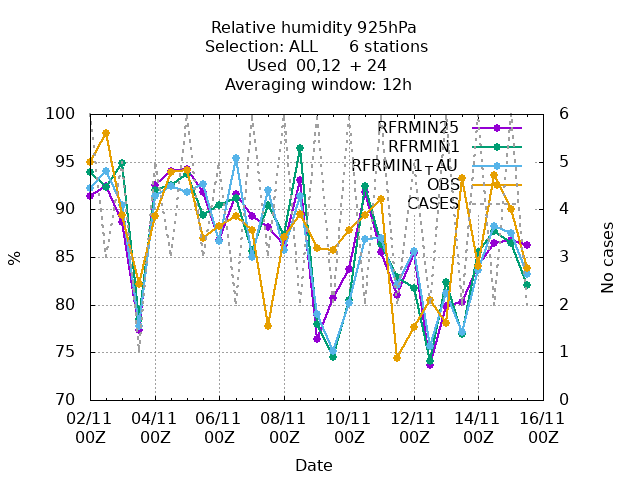 Relative humidity 925hPa
Selection: ALL 6 stations
Used 00,12 + 24
Averaging window: 12h
100 6
RFRMIN25
RFRMIN1
95 5
RFRMIN1_T_AU
OBS
90 4
CASES
85 3
80 2
75 1
70 0
% No cases
02/11 04/11 06/11 08/11 10/11 12/11 14/11 16/11
00Z 00Z 00Z 00Z 00Z 00Z 00Z 00Z
Date